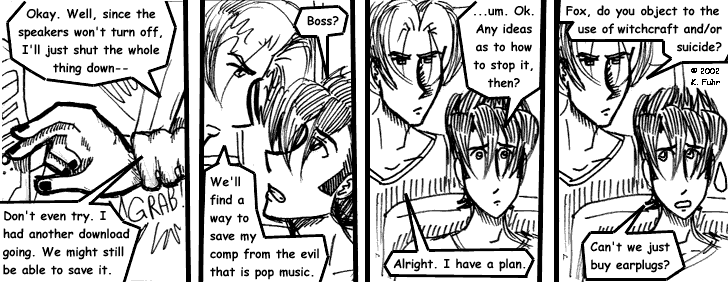 Okay. Well, since the
speakers won't turn off,
I'll just shut the whole
thing down--
GRAB!
Don't even try. I
had another download
going. We might still
be able to save it.
Boss?
We'll
find a
way to
save my
comp from the evil
that is pop music.
...um. Ok.
Any ideas
as to how
to stop it,
then?
Alright. I have a plan.
Fox, do you object to the
use of witchcraft and/or
suicide?
© 2002
K. Fuhr
Can't we just
buy earplugs?